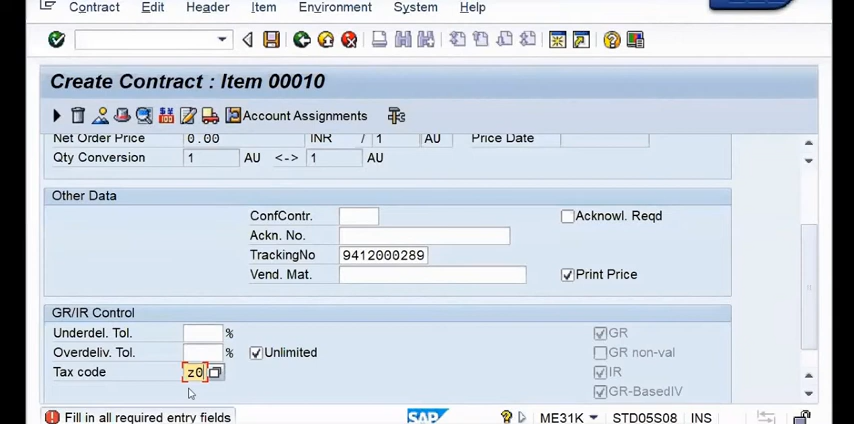 Contract Edit Header Item Environment System Help
Create Contract : Item 00010
Account Assignments
Net Order Price 0.00 INR / 1 AU Price Date
Qty Conversion 1 AU <-> 1 AU
Other Data
ConfContr. Acknowl. Reqd
Ackn. No.
TrackingNo 9412000289
Vend. Mat. Print Price
GR/IR Control
Underdel. Tol. % GR
Overdeliv. Tol. % Unlimited GR non-val
Tax code z0 IR
GR-BasedIV
Fill in all required entry fields SAP ME31K STD05S08 INS